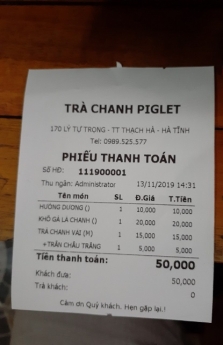 TRÀ CHANH PIGLET
170 LÝ TỰ TRỌNG - TT THẠCH HÀ - HÀ TĨNH
Tel: 0989.525.577
PHIẾU THANH TOÁN
Số HĐ: 111900001
Thu ngân: Administrator 13/11/2019 14:31
Tên món SL Đ.Giá T.Tiền
HƯỚNG DƯƠNG () 1 10,000 10,000
KHÔ GÀ LÁ CHANH () 1 20,000 20,000
TRÀ CHANH VẢI (M) 1 15,000 15,000
+TRÂN CHÂU TRẮNG 1 5,000 5,000
Tiền thanh toán: 50,000
Khách đưa: 50,000
Trả khách: 0
Cảm ơn Quý khách. Hẹn gặp lại.!